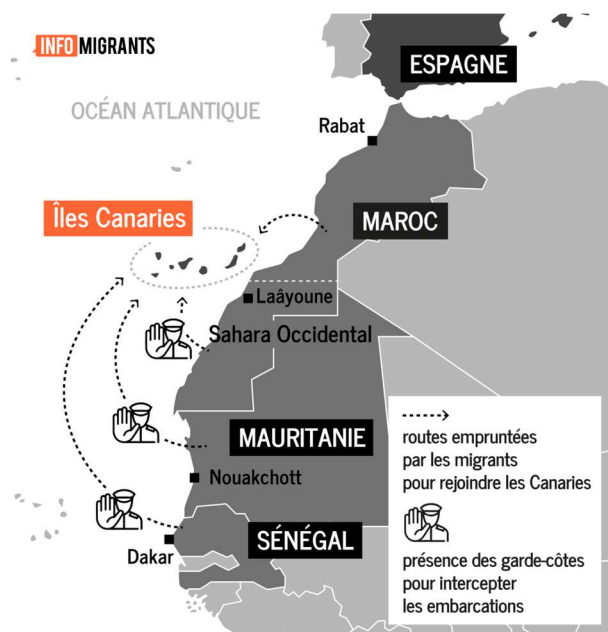 INFO MIGRANTS
ESPAGNE
OCÉAN ATLANTIQUE
Rabat
Îles Canaries
MAROC
Laâyoune
Sahara Occidental
MAURITANIE
Nouakchott
SÉNÉGAL
Dakar
routes empruntées
par les migrants
pour rejoindre les Canaries
présence des garde-côtes
pour intercepter
les embarcations